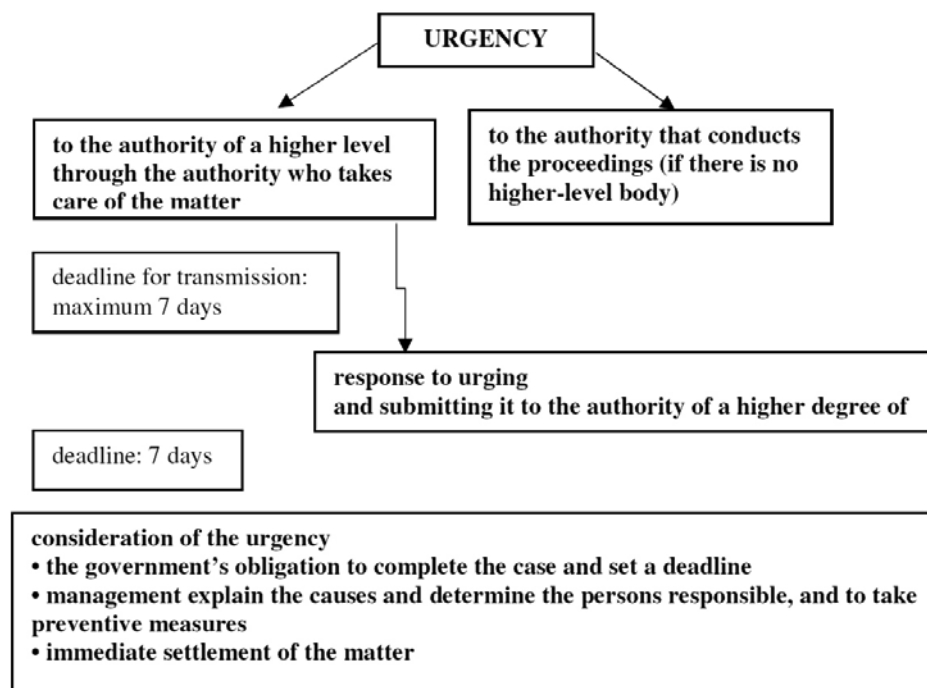 URGENCY
to the authority of a higher level
through the authority who takes
care of the matter
to the authority that conducts
the proceedings (if there is no
higher-level body)
deadline for transmission:
maximum 7 days
response to urging
and submitting it to the authority of a higher degree of
deadline: 7 days
consideration of the urgency
• the government’s obligation to complete the case and set a deadline
• management explain the causes and determine the persons responsible, and to take
preventive measures
• immediate settlement of the matter